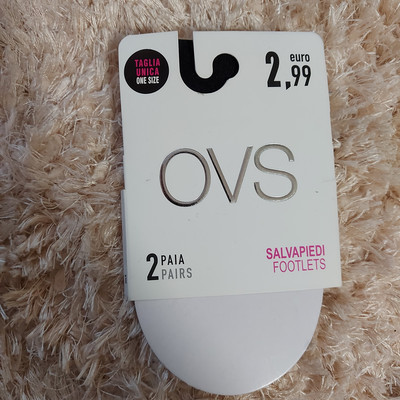 TAGLIA
UNICA
ONE SIZE
euro
2,99
OVS
2 PAIA
PAIRS
SALVAPIEDI
FOOTLETS